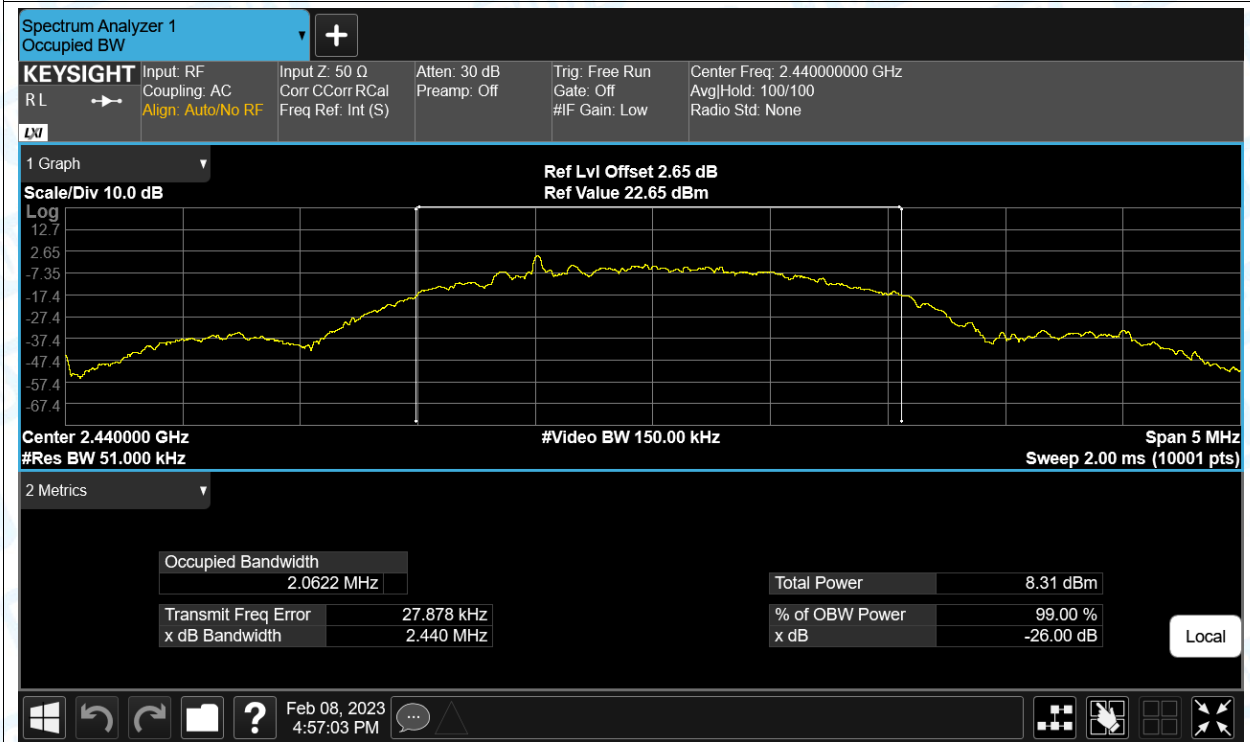 Spectrum Analyzer 1
Occupied BW
KEYSIGHT
R L
LXI
Input: RF
Coupling: AC
Align: Auto/No RF
Input Z: 50 Ω
Corr CCorr RCal
Freq Ref: Int (S)
Atten: 30 dB
Preamp: Off
Trig: Free Run
Gate: Off
#IF Gain: Low
Center Freq: 2.440000000 GHz
Avg|Hold: 100/100
Radio Std: None
1 Graph
Scale/Div 10.0 dB
Ref Lvl Offset 2.65 dB
Ref Value 22.65 dBm
Log
12.7
2.65
-7.35
-17.4
-27.4
-37.4
-47.4
-57.4
-67.4
Center 2.440000 GHz
#Video BW 150.00 kHz
Span 5 MHz
#Res BW 51.000 kHz
Sweep 2.00 ms (10001 pts)
2 Metrics
Occupied Bandwidth
2.0622 MHz
Total Power 8.31 dBm
Transmit Freq Error 27.878 kHz
% of OBW Power 99.00 %
x dB Bandwidth 2.440 MHz
x dB -26.00 dB
Local
?
Feb 08, 2023
4:57:03 PM